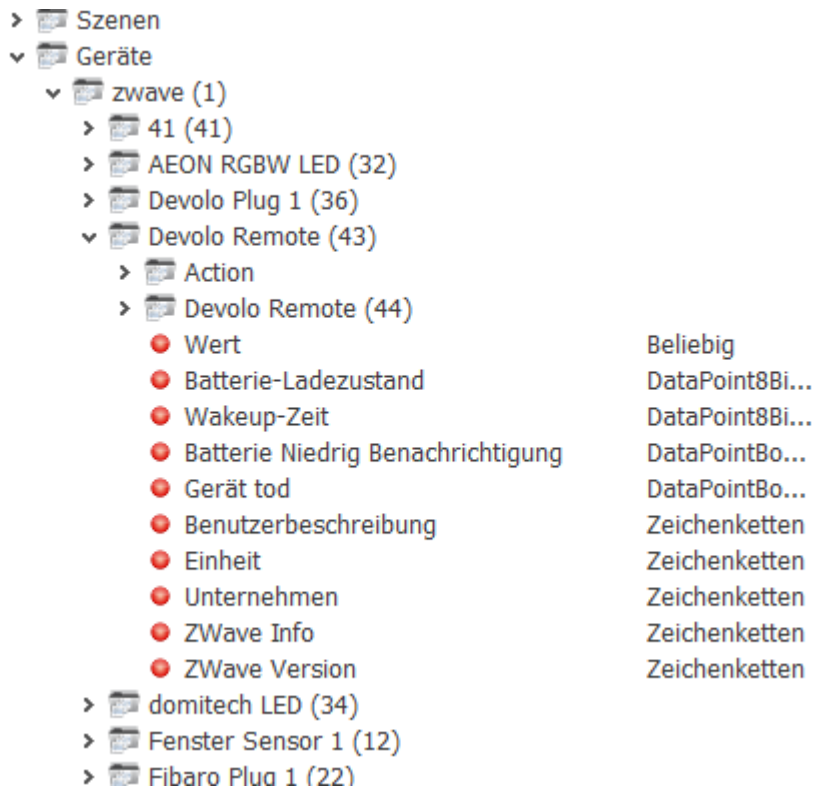 Szenen
Geräte
zwave (1)
41 (41)
AEON RGBW LED (32)
Devolo Plug 1 (36)
Devolo Remote (43)
Action
Devolo Remote (44)
Wert Beliebig
Batterie-Ladezustand DataPoint8Bi...
Wakeup-Zeit DataPoint8Bi...
Batterie Niedrig Benachrichtigung DataPointBo...
Gerät tod DataPointBo...
Benutzerbeschreibung Zeichenketten
Einheit Zeichenketten
Unternehmen Zeichenketten
ZWave Info Zeichenketten
ZWave Version Zeichenketten
domitech LED (34)
Fenster Sensor 1 (12)
Fibaro Plug 1 (22)